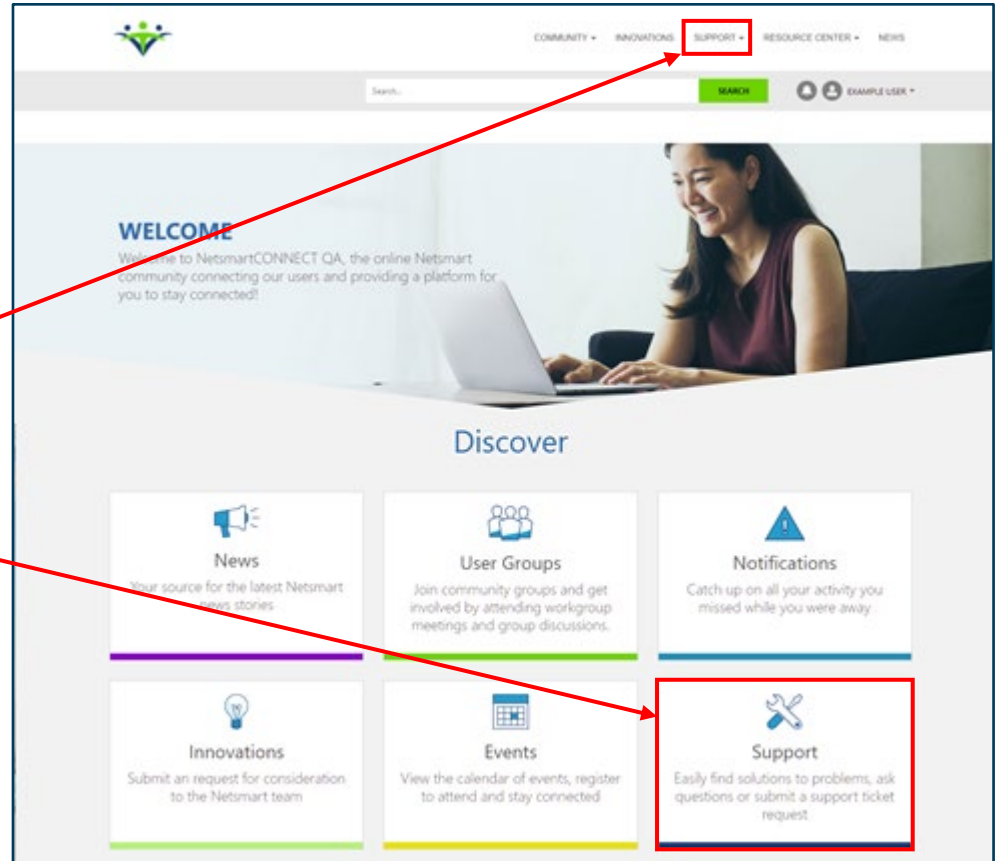 COMMUNITY INNOVATIONS SUPPORT RESOURCE CENTER NEWS
Search... SEARCH EXAMPLE USER
WELCOME
Welcome to NetsmartCONNECT QA, the online Netsmart
community connecting our users and providing a platform for
you to stay connected!
Discover
News
Your source for the latest Netsmart
news stories
User Groups
Join community groups and get
involved by attending workgroup
meetings and group discussions.
Notifications
Catch up on all your activity you
missed while you were away
Innovations
Submit an request for consideration
to the Netsmart team
Events
View the calendar of events, register
to attend and stay connected
Support
Easily find solutions to problems, ask
questions or submit a support ticket
request